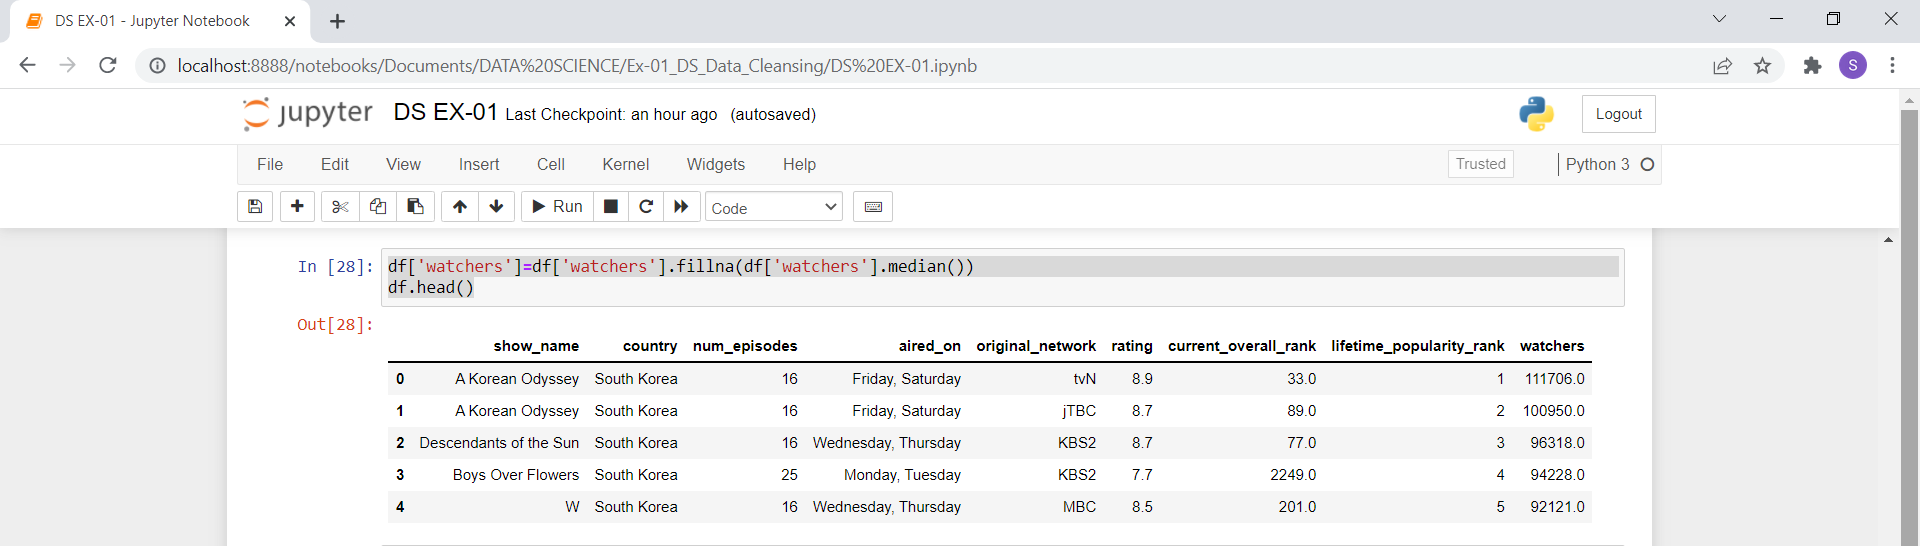 DS EX-01 - Jupyter Notebook
localhost:8888/notebooks/Documents/DATA%20SCIENCE/Ex-01_DS_Data_Cleansing/DS%20EX-01.ipynb
S
jupyter DS EX-01 Last Checkpoint: an hour ago (autosaved) Logout
File Edit View Insert Cell Kernel Widgets Help Trusted Python 3
Run Code
In [28]: df['watchers']=df['watchers'].fillna(df['watchers'].median())
df.head()
Out[28]:
show_name country num_episodes aired_on original_network rating current_overall_rank lifetime_popularity_rank watchers
0 A Korean Odyssey South Korea 16 Friday, Saturday tvN 8.9 33.0 1 111706.0
1 A Korean Odyssey South Korea 16 Friday, Saturday jTBC 8.7 89.0 2 100950.0
2 Descendants of the Sun South Korea 16 Wednesday, Thursday KBS2 8.7 77.0 3 96318.0
3 Boys Over Flowers South Korea 25 Monday, Tuesday KBS2 7.7 2249.0 4 94228.0
4 W South Korea 16 Wednesday, Thursday MBC 8.5 201.0 5 92121.0